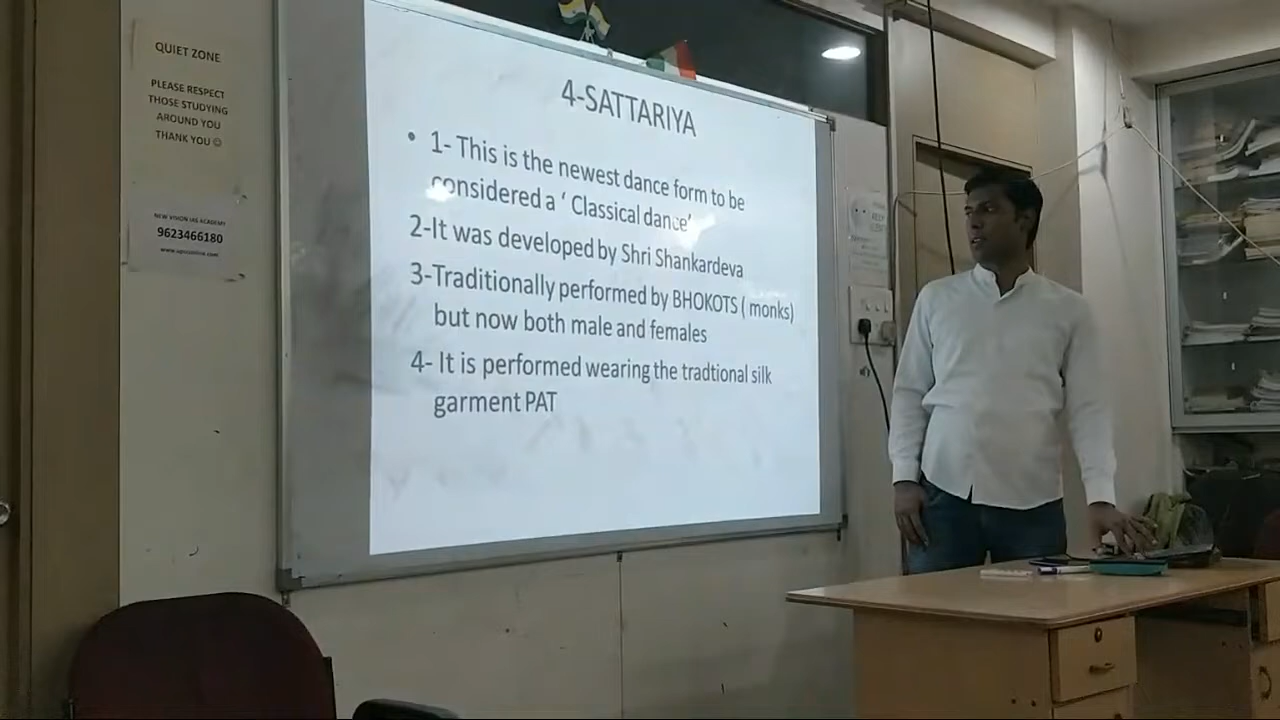 QUIET ZONE
PLEASE RESPECT
THOSE STUDYING
AROUND YOU
THANK YOU ☺
NEW VISION IAS ACADEMY
9623466180
4-SATTARIYA
• 1- This is the newest dance form to be
considered a ‘ Classical dance’
2-It was developed by Shri Shankardeva
3-Traditionally performed by BHOKOTS ( monks)
but now both male and females
4- It is performed wearing the tradtional silk
garment PAT